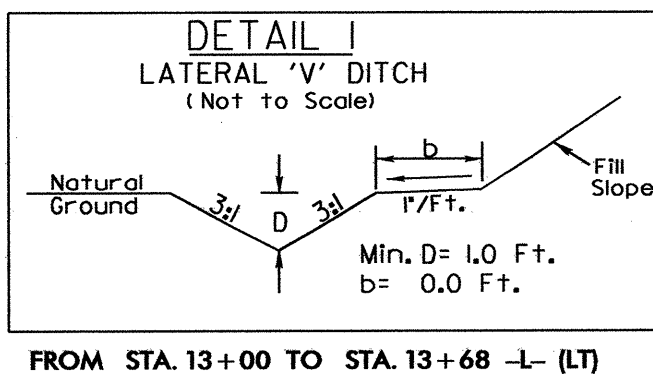 DETAIL 1
LATERAL 'V' DITCH
(Not to Scale)
b
Natural
Ground
3:1
D
3:1
1"/Ft.
Fill
Slope
Min. D= 1.0 Ft.
b= 0.0 Ft.
FROM STA. 13+00 TO STA. 13+68 -L- (LT)